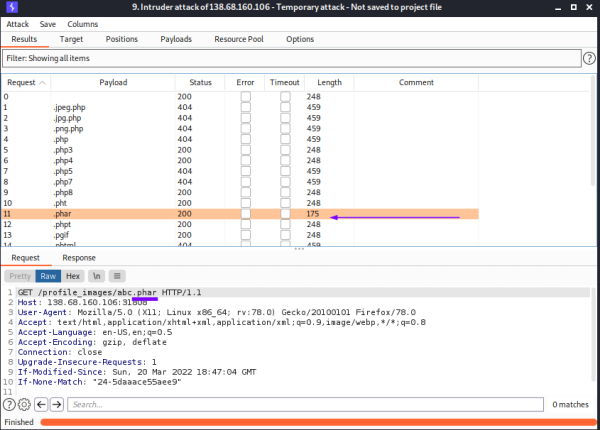 9. Intruder attack of 138.68.160.106 - Temporary attack - Not saved to project file
Attack Save Columns
Results Target Positions Payloads Resource Pool Options
Filter: Showing all items
Request Payload Status Error Timeout Length Comment
0 200 248
1 .jpeg.php 404 459
2 .jpg.php 404 459
3 .png.php 404 459
4 .php 404 459
5 .php3 200 248
6 .php4 200 248
7 .php5 404 459
8 .php7 404 459
9 .php8 200 248
10 .pht 200 248
11 .phar 200 175
12 .phpt 200 248
13 .pgif 200 248
14 .phtml 404 459
Request Response
Pretty Raw Hex \n
1 GET /profile_images/abc.phar HTTP/1.1
2 Host: 138.68.160.106:31808
3 User-Agent: Mozilla/5.0 (X11; Linux x86_64; rv:78.0) Gecko/20100101 Firefox/78.0
4 Accept: text/html,application/xhtml+xml,application/xml;q=0.9,image/webp,*/*;q=0.8
5 Accept-Language: en-US,en;q=0.5
6 Accept-Encoding: gzip, deflate
7 Connection: close
8 Upgrade-Insecure-Requests: 1
9 If-Modified-Since: Sun, 20 Mar 2022 18:47:04 GMT
10 If-None-Match: "24-5daaace55aee9"
11
Search... 0 matches
Finished